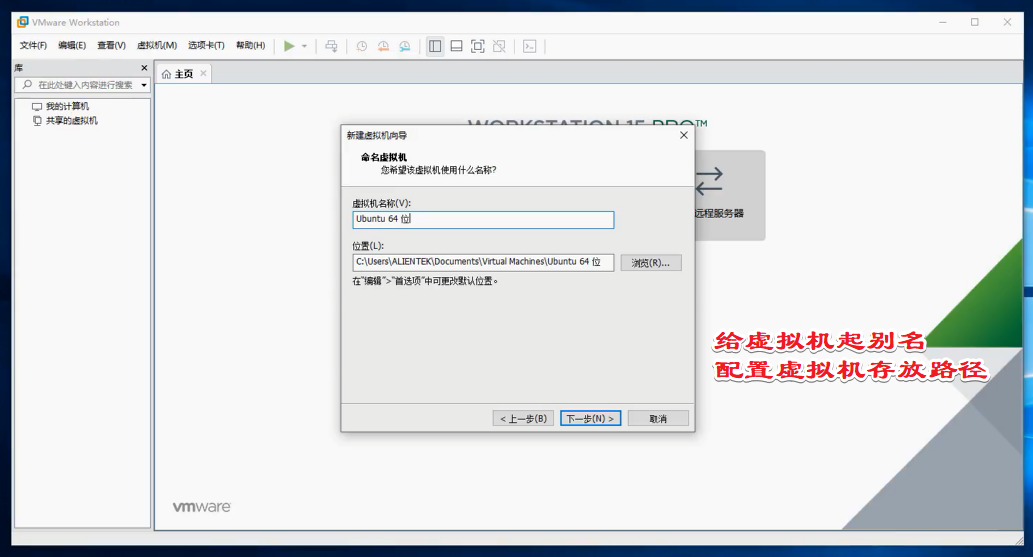 VMware Workstation
文件(F) 编辑(E) 查看(V) 虚拟机(M) 选项卡(T) 帮助(H)
库
主页
在此处键入内容进行搜索
我的计算机
共享的虚拟机
WORKSTATION 15 PRO™
新建虚拟机向导
命名虚拟机
您希望该虚拟机使用什么名称?
虚拟机名称(V):
Ubuntu 64 位
远程服务器
位置(L):
C:\Users\ALIENTEK\Documents\Virtual Machines\Ubuntu 64 位
浏览(R)...
在"编辑">"首选项"中可更改默认位置。
给虚拟机起别名
配置虚拟机存放路径
< 上一步(B) 下一步(N) > 取消
vmware